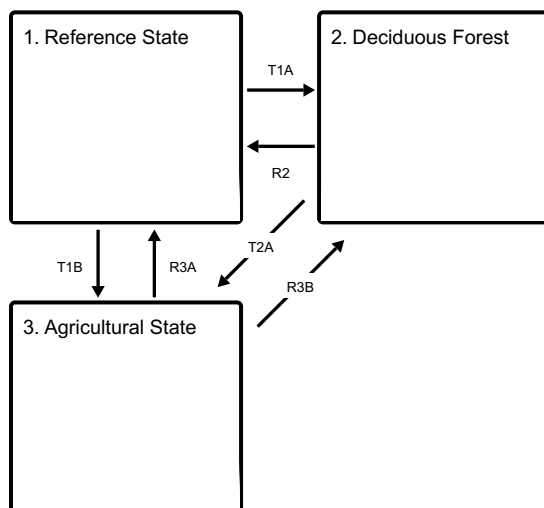 1. Reference State
2. Deciduous Forest
T1A
R2
T1B
R3A
T2A
R3B
3. Agricultural State